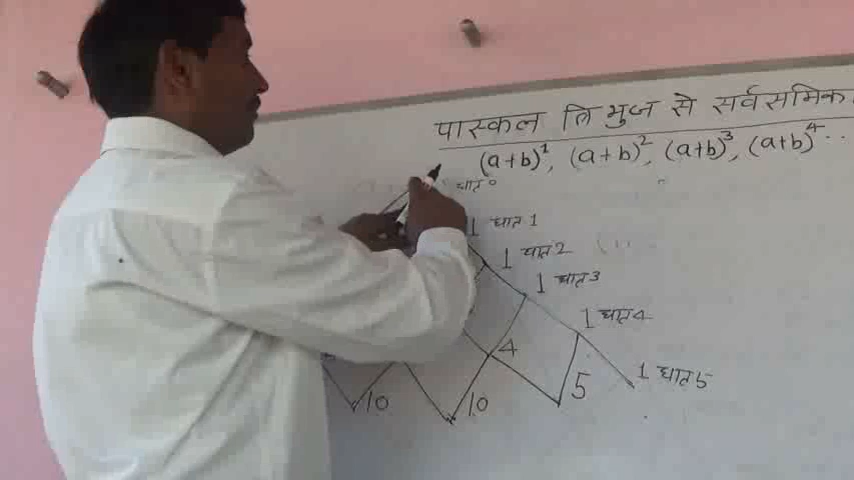 पास्कल त्रिभुज से सर्वसमिक
(a+b)¹, (a+b)², (a+b)³, (a+b)⁴...
घात 0
1 घात 1
1 घात 2
1 घात 3
1 घात 4
4
1 घात 5
5
10 10